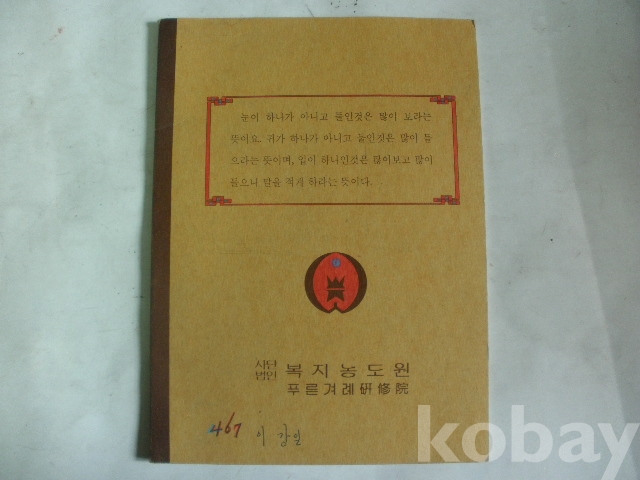 눈이 하나가 아니고 둘인것은 많이 보라는
뜻이요. 귀가 하나가 아니고 둘인것은 많이 들
으라는 뜻이며, 입이 하나인것은 많이보고 많이
들으니 말을 적게 하라는 뜻이다.
사단
법인 복지농도원
푸른겨레硏修院
467 이강일
kobay